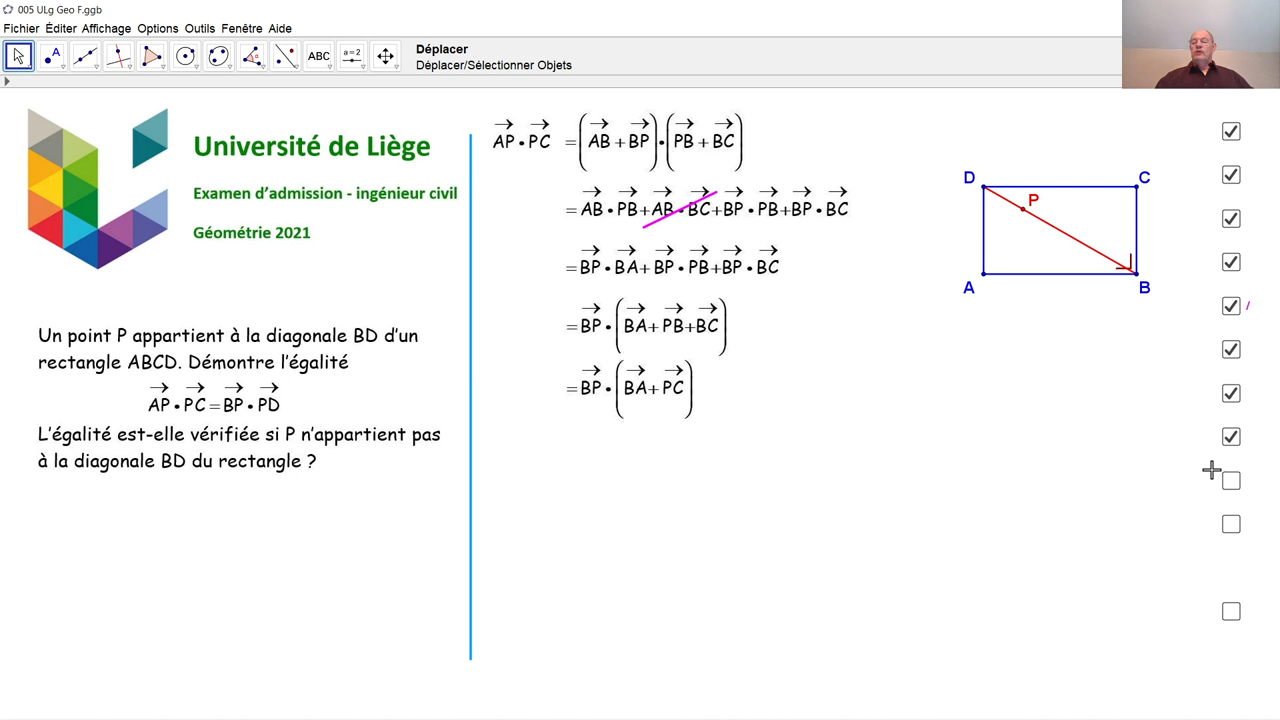 005 ULg Geo F.ggb
Fichier Éditer Affichage Options Outils Fenêtre Aide
A ABC a=2 Déplacer
Déplacer/Sélectionner Objets
Université de Liège
Examen d'admission - ingénieur civil
Géométrie 2021
Un point P appartient à la diagonale BD d'un
rectangle ABCD. Démontre l'égalité
AP • PC = BP • PD
L'égalité est-elle vérifiée si P n'appartient pas
à la diagonale BD du rectangle ?
AP • PC = (AB + BP) • (PB + BC)
= AB • PB + AB • BC + BP • PB + BP • BC
= BP • BA + BP • PB + BP • BC
= BP • (BA + PB + BC)
= BP • (BA + PC)
D C
P
A B